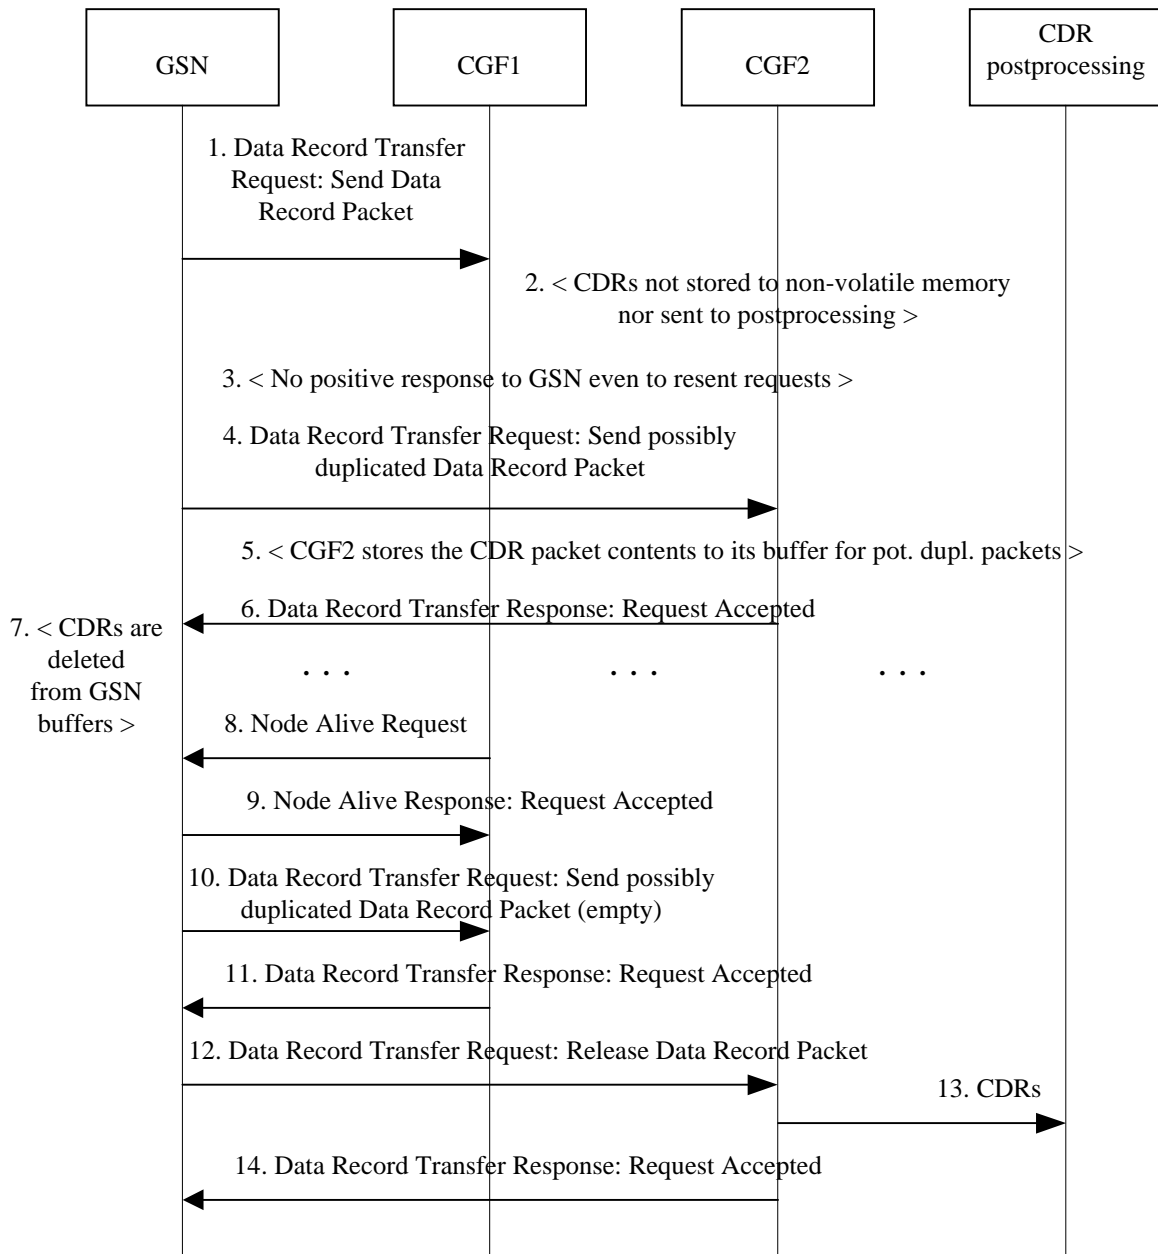 GSN
CGF1
CGF2
CDR
postprocessing
1. Data Record Transfer
Request: Send Data
Record Packet
2. < CDRs not stored to non-volatile memory
nor sent to postprocessing >
3. < No positive response to GSN even to resent requests >
4. Data Record Transfer Request: Send possibly
duplicated Data Record Packet
5. < CGF2 stores the CDR packet contents to its buffer for pot. dupl. packets >
6. Data Record Transfer Response: Request Accepted
7. < CDRs are
deleted
from GSN
buffers >
. . .
. . .
. . .
8. Node Alive Request
9. Node Alive Response: Request Accepted
10. Data Record Transfer Request: Send possibly
duplicated Data Record Packet (empty)
11. Data Record Transfer Response: Request Accepted
12. Data Record Transfer Request: Release Data Record Packet
13. CDRs
14. Data Record Transfer Response: Request Accepted